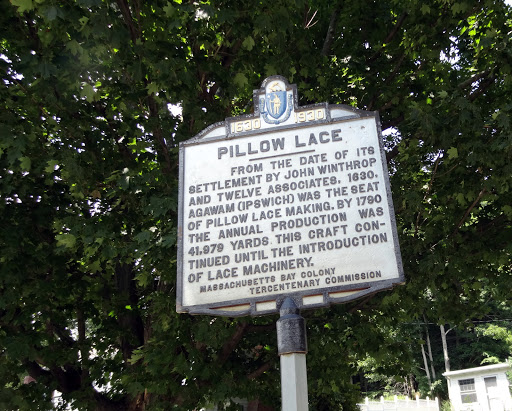 1630 1930
PILLOW LACE
FROM THE DATE OF ITS
SETTLEMENT BY JOHN WINTHROP
AND TWELVE ASSOCIATES, 1630.
AGAWAM (IPSWICH) WAS THE SEAT
OF PILLOW LACE MAKING. BY 1790
THE ANNUAL PRODUCTION WAS
41,979 YARDS. THIS CRAFT CON-
TINUED UNTIL THE INTRODUCTION
OF LACE MACHINERY.
MASSACHUSETTS BAY COLONY
TERCENTENARY COMMISSION